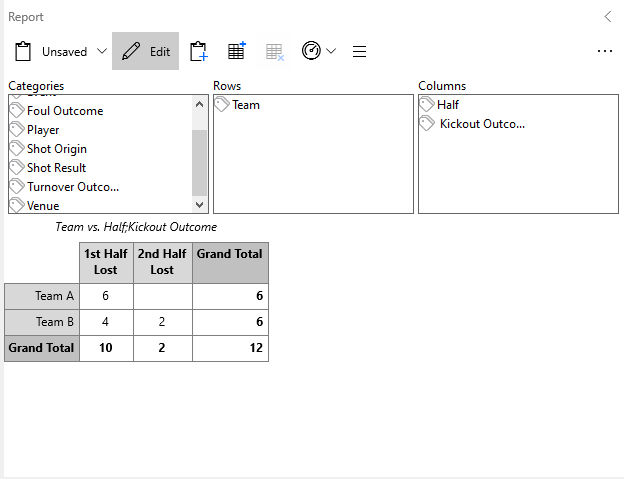 Report
Unsaved Edit
Categories Rows Columns
Foul Outcome
Player
Shot Origin
Shot Result
Turnover Outco...
Venue
Team
Half
Kickout Outco...
Team vs. Half;Kickout Outcome
1st Half 2nd Half Grand Total
Lost Lost
Team A 6 6
Team B 4 2 6
Grand Total 10 2 12